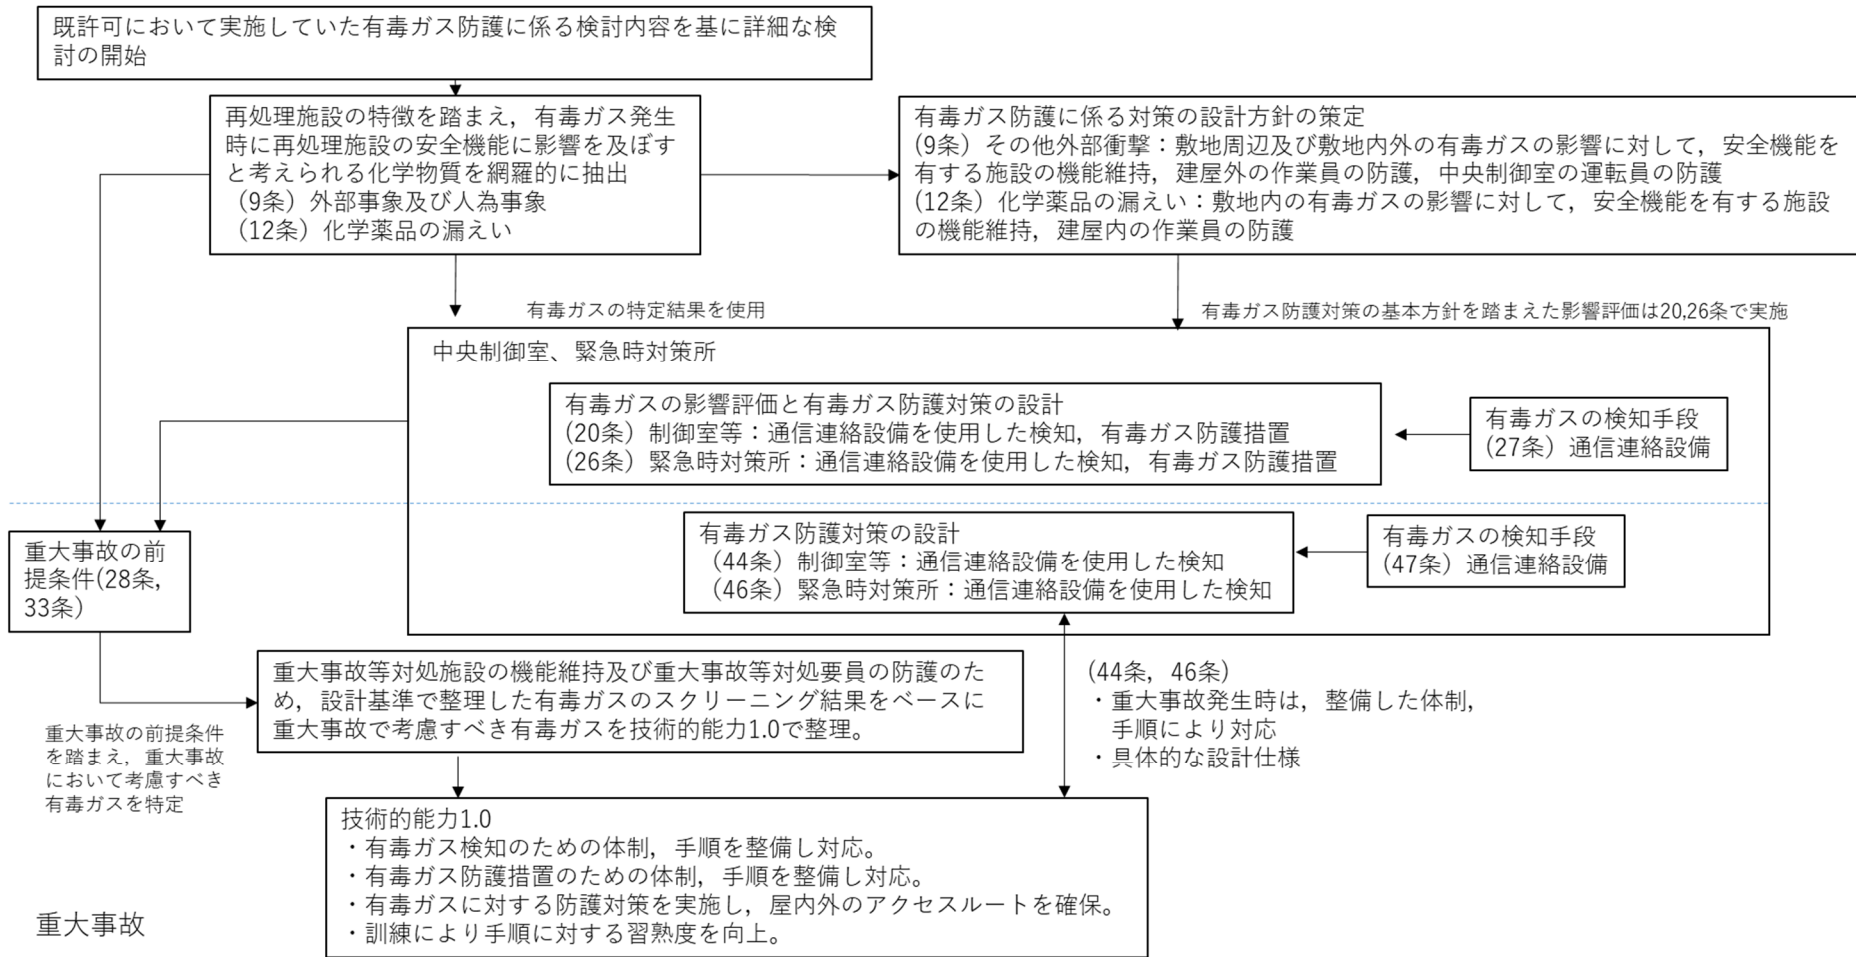 既許可において実施していた有毒ガス防護に係る検討内容を基に詳細な検
討の開始
再処理施設の特徴を踏まえ，有毒ガス発生
時に再処理施設の安全機能に影響を及ぼす
と考えられる化学物質を網羅的に抽出
（9条）外部事象及び人為事象
（12条）化学薬品の漏えい
有毒ガス防護に係る対策の設計方針の策定
(9条）その他外部衝撃：敷地周辺及び敷地内外の有毒ガスの影響に対して，安全機能を
有する施設の機能維持，建屋外の作業員の防護，中央制御室の運転員の防護
(12条）化学薬品の漏えい：敷地内の有毒ガスの影響に対して，安全機能を有する施設
の機能維持，建屋内の作業員の防護
有毒ガスの特定結果を使用
有毒ガス防護対策の基本方針を踏まえた影響評価は20,26条で実施
中央制御室、緊急時対策所
有毒ガスの影響評価と有毒ガス防護対策の設計
(20条）制御室等：通信連絡設備を使用した検知，有毒ガス防護措置
(26条）緊急時対策所：通信連絡設備を使用した検知，有毒ガス防護措置
有毒ガスの検知手段
(27条）通信連絡設備
有毒ガス防護対策の設計
（44条）制御室等：通信連絡設備を使用した検知
（46条）緊急時対策所：通信連絡設備を使用した検知
有毒ガスの検知手段
(47条）通信連絡設備
重大事故の前
提条件(28条，
33条）
重大事故等対処施設の機能維持及び重大事故等対処要員の防護のた
め，設計基準で整理した有毒ガスのスクリーニング結果をベースに
重大事故で考慮すべき有毒ガスを技術的能力1.0で整理。
(44条，46条）
・重大事故発生時は，整備した体制，
手順により対応
・具体的な設計仕様
重大事故の前提条件
を踏まえ，重大事故
において考慮すべき
有毒ガスを特定
技術的能力1.0
・有毒ガス検知のための体制，手順を整備し対応。
・有毒ガス防護措置のための体制，手順を整備し対応。
・有毒ガスに対する防護対策を実施し，屋内外のアクセスルートを確保。
・訓練により手順に対する習熟度を向上。
重大事故